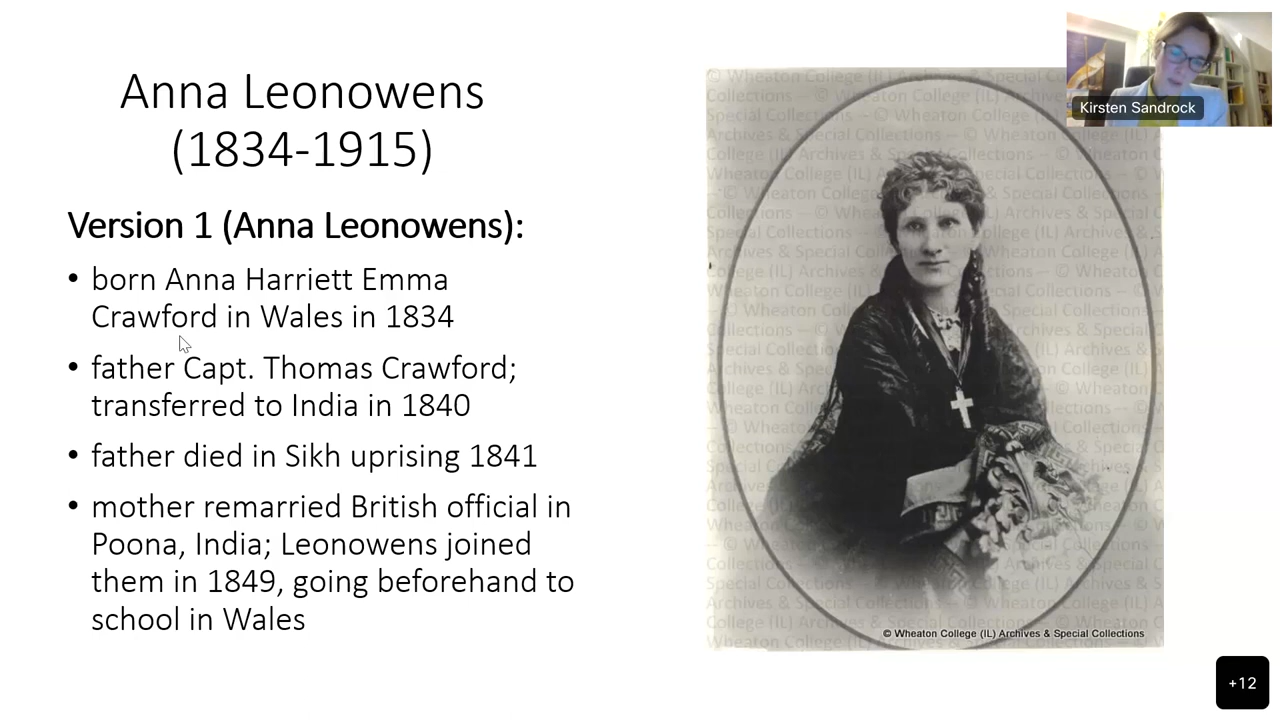 Anna Leonowens
(1834-1915)
Version 1 (Anna Leonowens):
• born Anna Harriett Emma
Crawford in Wales in 1834
• father Capt. Thomas Crawford;
transferred to India in 1840
• father died in Sikh uprising 1841
• mother remarried British official in
Poona, India; Leonowens joined
them in 1849, going beforehand to
school in Wales
© Wheaton College (IL) Archives & Special Collections
Kirsten Sandrock
+12